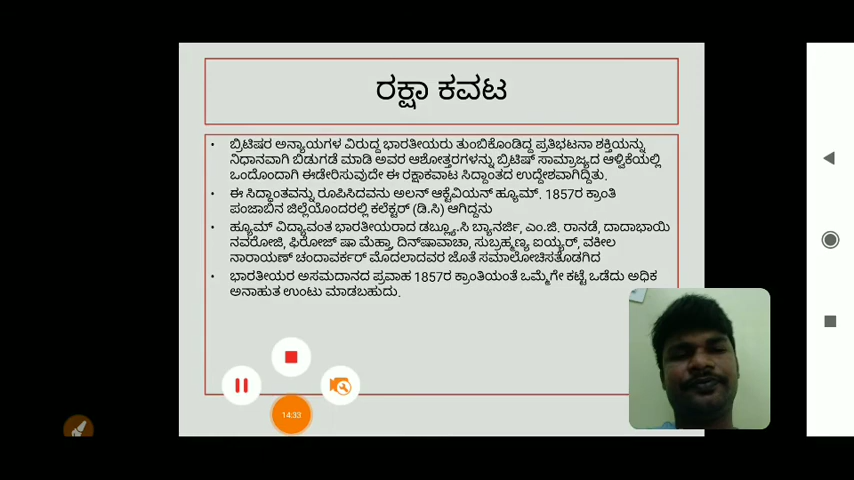 ರಕ್ಷಾ ಕವಟ
• ಬ್ರಿಟಿಷರ ಅನ್ಯಾಯಗಳ ವಿರುದ್ಧ ಭಾರತೀಯರು ತುಂಬಿಕೊಂಡಿದ್ದ ಪ್ರತಿಭಟನಾ ಶಕ್ತಿಯನ್ನು
ನಿಧಾನವಾಗಿ ಬಿಡುಗಡೆ ಮಾಡಿ ಅವರ ಆಶೋತ್ತರಗಳನ್ನು ಬ್ರಿಟಿಷ್ ಸಾಮ್ರಾಜ್ಯದ ಆಳ್ವಿಕೆಯಲ್ಲಿ
ಒಂದೊಂದಾಗಿ ಈಡೇರಿಸುವುದೇ ಈ ರಕ್ಷಾಕವಾಟ ಸಿದ್ದಾಂತದ ಉದ್ದೇಶವಾಗಿದ್ದಿತು.
• ಈ ಸಿದ್ಧಾಂತವನ್ನು ರೂಪಿಸಿದವನು ಅಲನ್ ಆಕ್ಟೆವಿಯನ್ ಹ್ಯೂಮ್. 1857ರ ಕ್ರಾಂತಿ
ಪಂಜಾಬಿನ ಜಿಲ್ಲೆಯೊಂದರಲ್ಲಿ ಕಲೆಕ್ಟರ್ (ಡಿ.ಸಿ) ಆಗಿದ್ದನು
• ಹ್ಯೂಮ್ ವಿದ್ಯಾವಂತ ಭಾರತೀಯರಾದ ಡಬ್ಲ್ಯೂ.ಸಿ ಬ್ಯಾನರ್ಜಿ, ಎಂ.ಜಿ. ರಾನಡೆ, ದಾದಾಭಾಯಿ
ನವರೋಜಿ, ಫಿರೋಜ್ ಷಾ ಮೆಹ್ತಾ, ದಿನ್‍ಷಾವಾಚಾ, ಸುಬ್ರಹ್ಮಣ್ಯ ಐಯ್ಯರ್, ವಕೀಲ
ನಾರಾಯಣ್ ಚಂದಾವರ್ಕರ್ ಮೊದಲಾದವರ ಜೊತೆ ಸಮಾಲೋಚಿಸತೊಡಗಿದ
• ಭಾರತೀಯರ ಅಸಮದಾನದ ಪ್ರವಾಹ 1857ರ ಕ್ರಾಂತಿಯಂತೆ ಒಮ್ಮೆಗೇ ಕಟ್ಟೆ ಒಡೆದು ಅಧಿಕ
ಅನಾಹುತ ಉಂಟು ಮಾಡಬಹುದು.
14:33